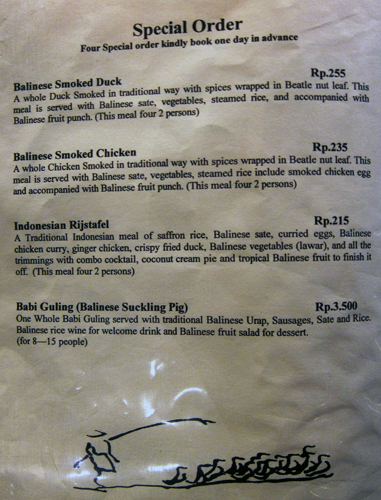 Special Order
Four Special order kindly book one day in advance
Balinese Smoked Duck Rp.255
A whole Duck Smoked in traditional way with spices wrapped in Beatle nut leaf. This
meal is served with Balinese sate, vegetables, steamed rice, and accompanied with
Balinese fruit punch. (This meal four 2 persons)
Balinese Smoked Chicken Rp.235
A whole Chicken Smoked in traditional way with spices wrapped in Beatle nut leaf. This
meal is served with Balinese sate, vegetables, steamed rice include smoked chicken egg
and accompanied with Balinese fruit punch. (This meal four 2 persons)
Indonesian Rijstafel Rp.215
A Traditional Indonesian meal of saffron rice, Balinese sate, curried eggs, Balinese
chicken curry, ginger chicken, crispy fried duck, Balinese vegetables (lawar), and all the
trimmings with combo cocktail, coconut cream pie and tropical Balinese fruit to finish it
off. (This meal four 2 persons)
Babi Guling (Balinese Suckling Pig) Rp.3.500
One Whole Babi Guling served with traditional Balinese Urap, Sausages, Sate and Rice.
Balinese rice wine for welcome drink and Balinese fruit salad for dessert.
(for 8—15 people)